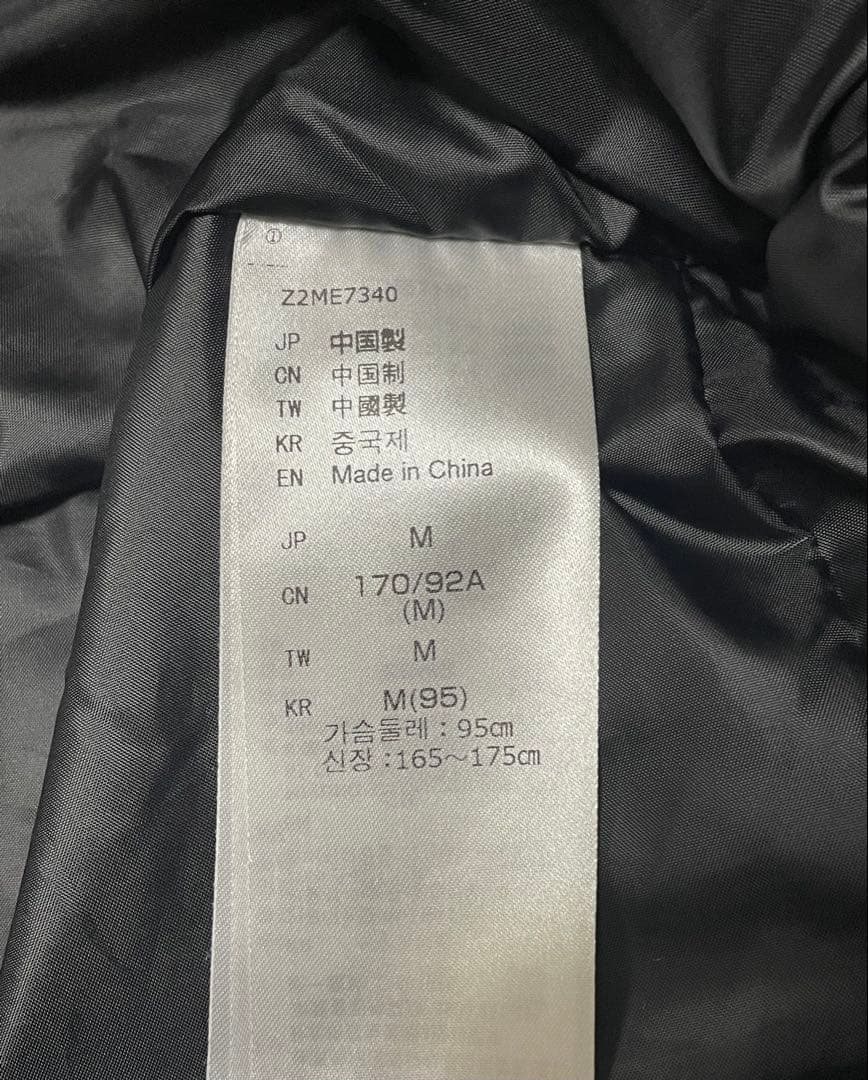 ①
Z2ME7340
JP 中国製
CN 中国制
TW 中國製
KR 중국제
EN Made in China
JP M
CN 170/92A
(M)
TW M
KR M(95)
가슴둘레 : 95㎝
신장 :165～175㎝